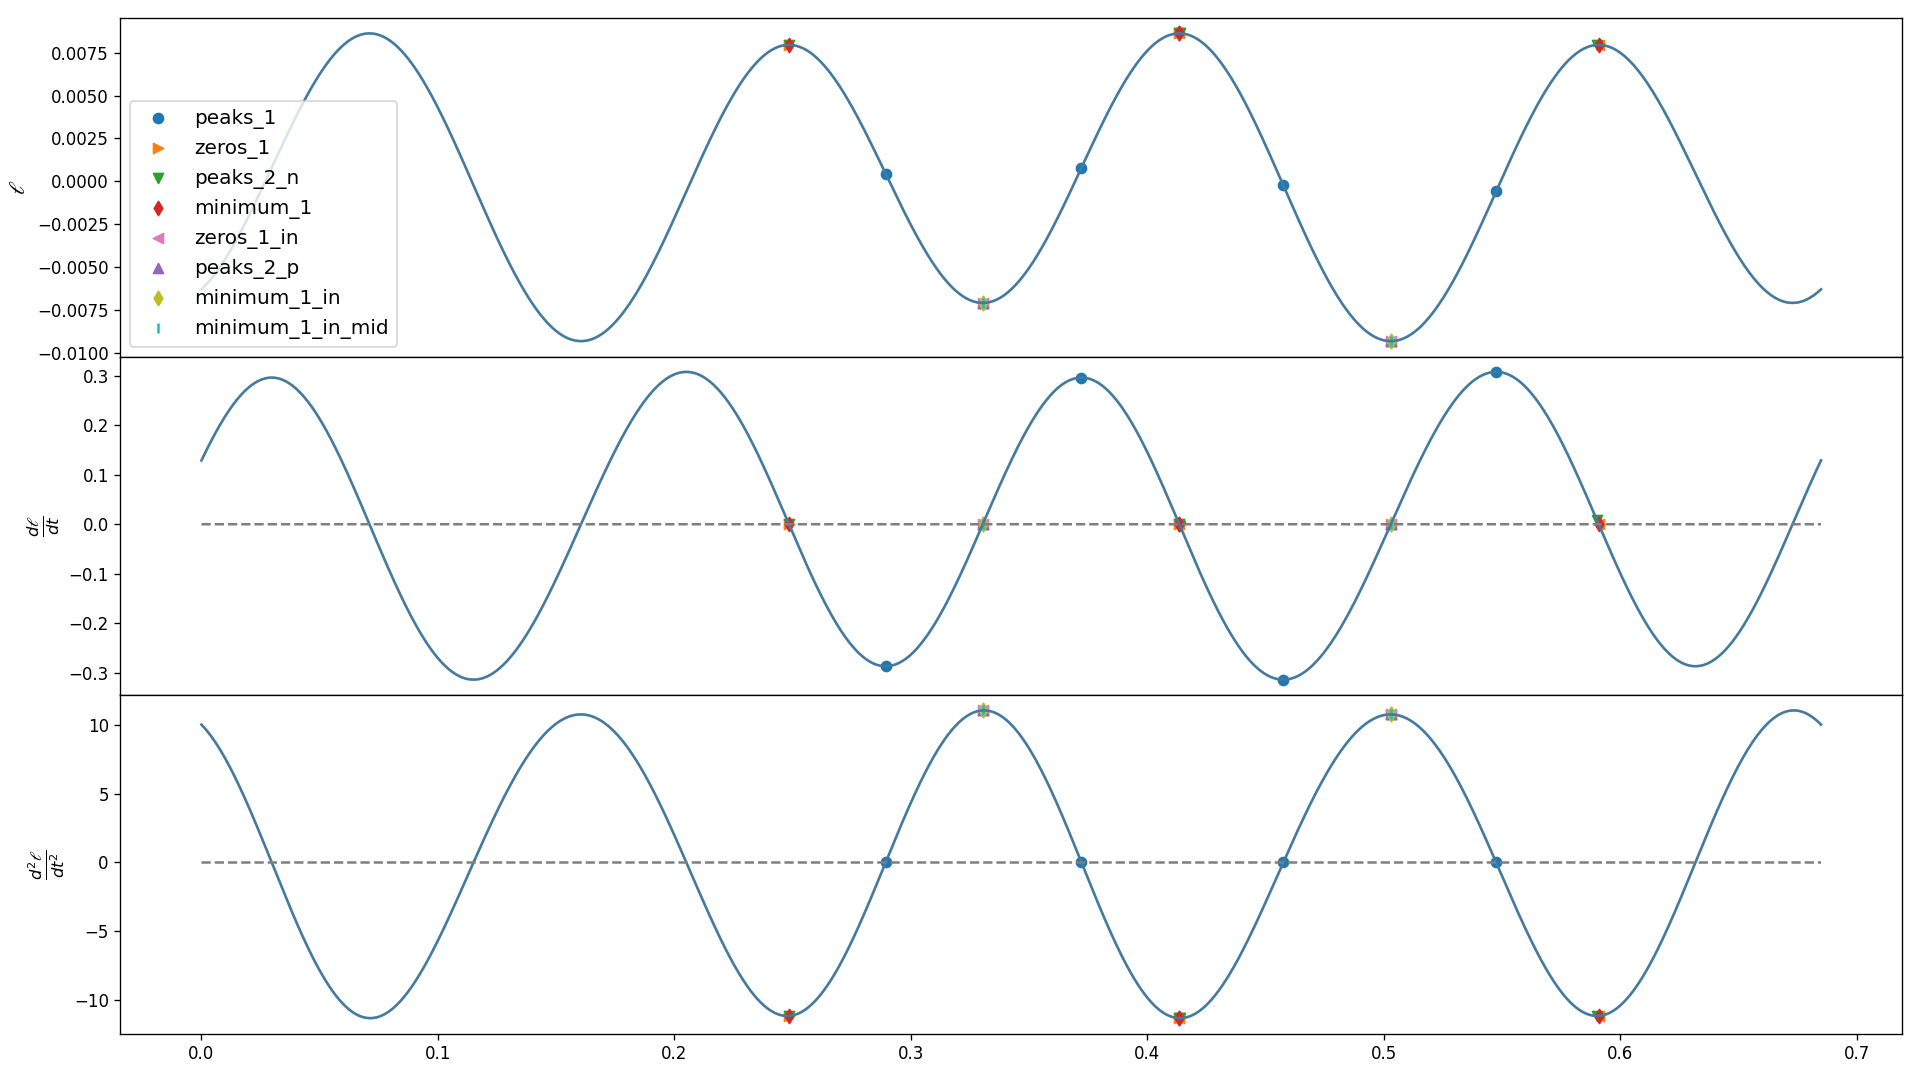 0.0075
0.0050
0.0025
0.0000
−0.0025
−0.0050
−0.0075
−0.0100
ℓ
peaks_1
zeros_1
peaks_2_n
minimum_1
zeros_1_in
peaks_2_p
minimum_1_in
minimum_1_in_mid
0.3
0.2
0.1
0.0
−0.1
−0.2
−0.3
dℓ/dt
10
5
0
−5
−10
d²ℓ/dt²
0.0 0.1 0.2 0.3 0.4 0.5 0.6 0.7